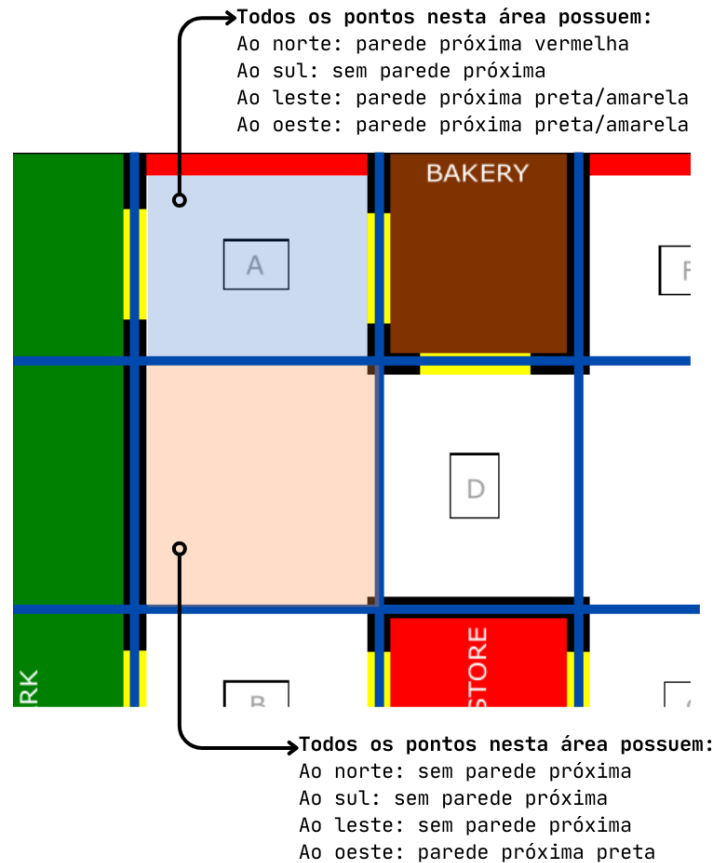 Todos os pontos nesta área possuem:
Ao norte: parede próxima vermelha
Ao sul: sem parede próxima
Ao leste: parede próxima preta/amarela
Ao oeste: parede próxima preta/amarela
BAKERY
A
F
D
RK
STORE
B
Todos os pontos nesta área possuem:
Ao norte: sem parede próxima
Ao sul: sem parede próxima
Ao leste: sem parede próxima
Ao oeste: parede próxima preta